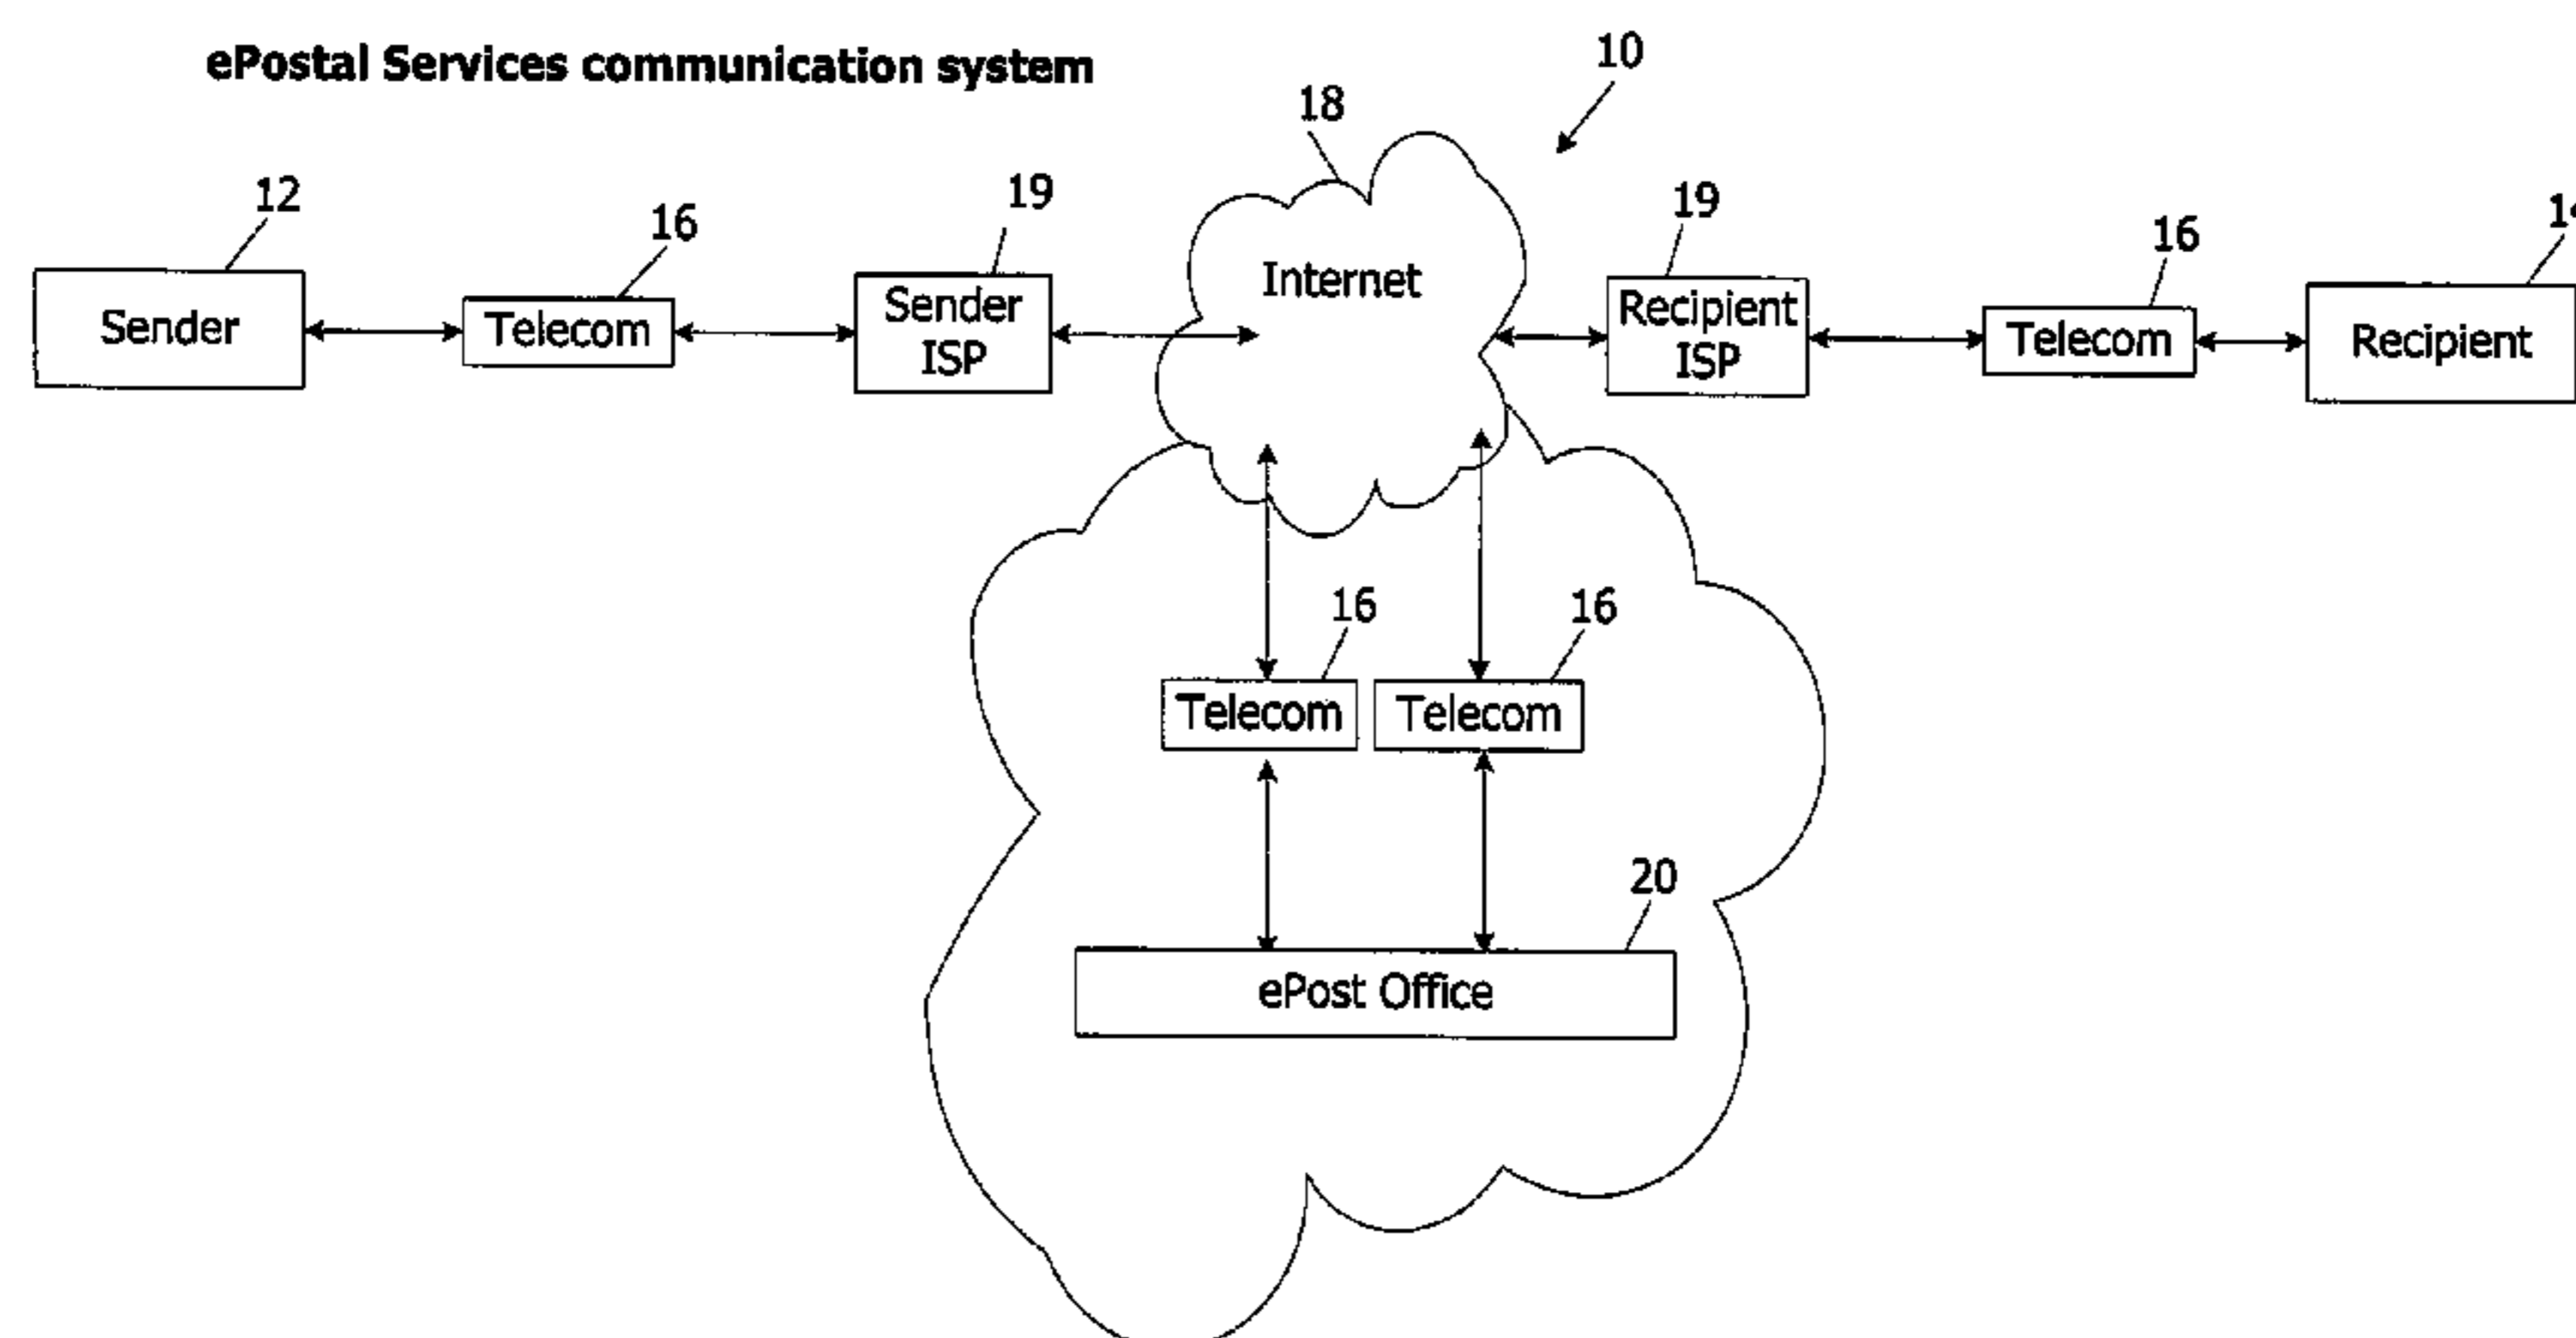 ePostal Services communication system
10
18
12
16
19
19
16
14
Sender
Telecom
Sender
ISP
Internet
Recipient
ISP
Telecom
Recipient
16
16
Telecom
Telecom
20
ePost Office